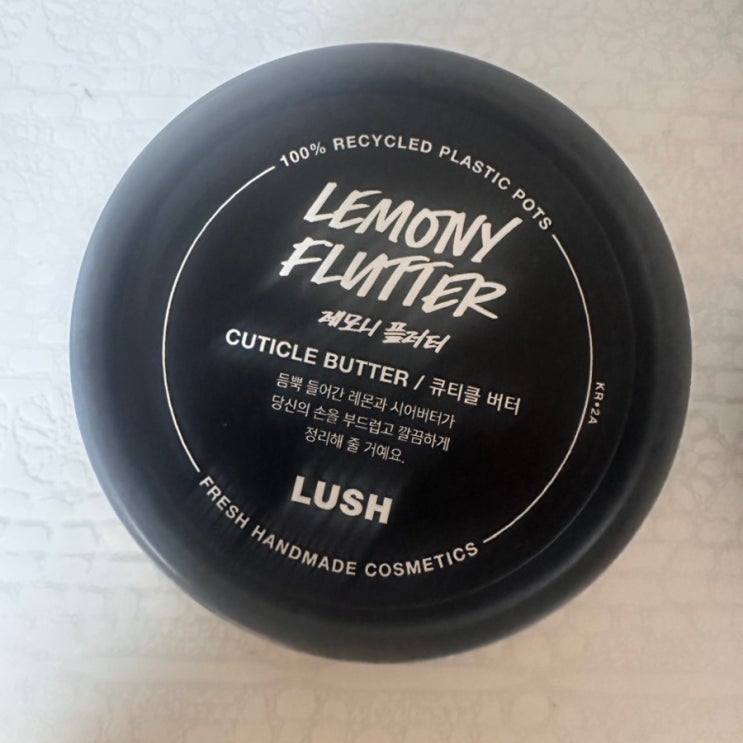 100% RECYCLED PLASTIC POTS
LEMONY
FLUTTER
레모니 플러터
CUTICLE BUTTER / 큐티클 버터
듬뿍 들어간 레몬과 시어버터가
당신의 손을 부드럽고 깔끔하게
정리해 줄 거예요.
LUSH
FRESH HANDMADE COSMETICS
KR•2A